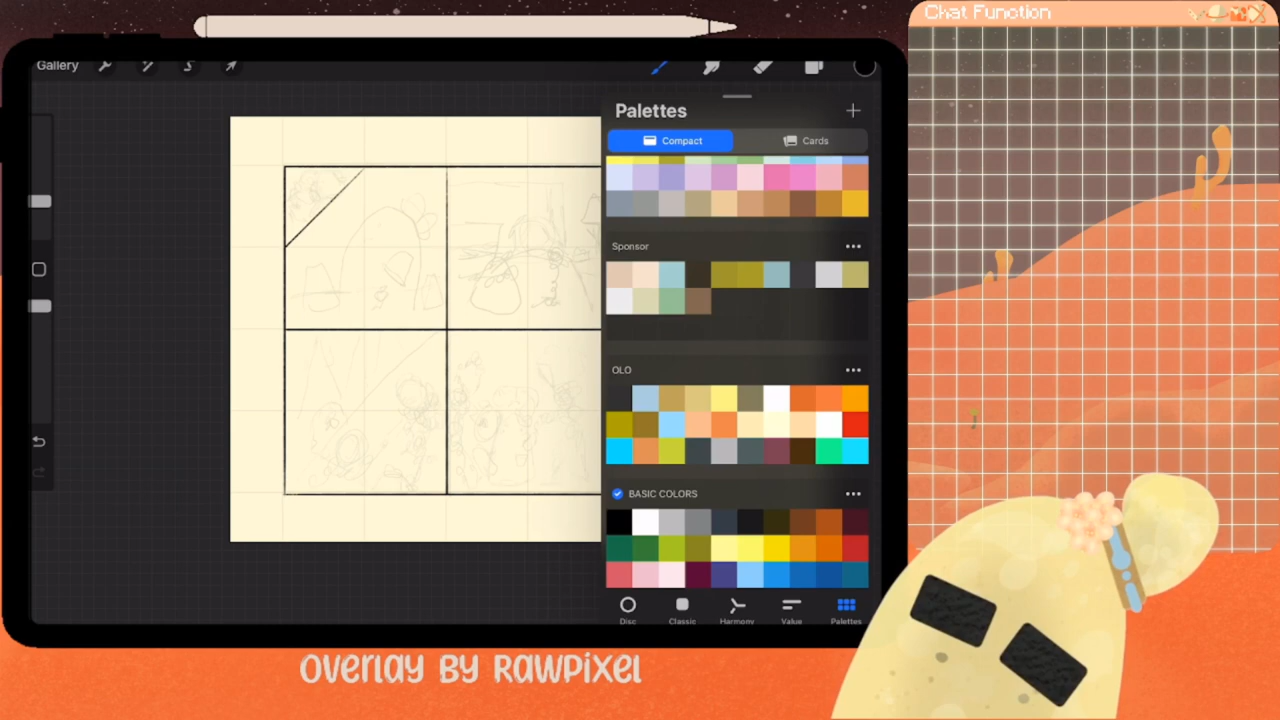 Chat Function
Gallery
Palettes
Compact
Cards
Sponsor
OLO
BASIC COLORS
Disc
Classic
Harmony
Value
Palettes
OVERLAY BY RAWPIXEL